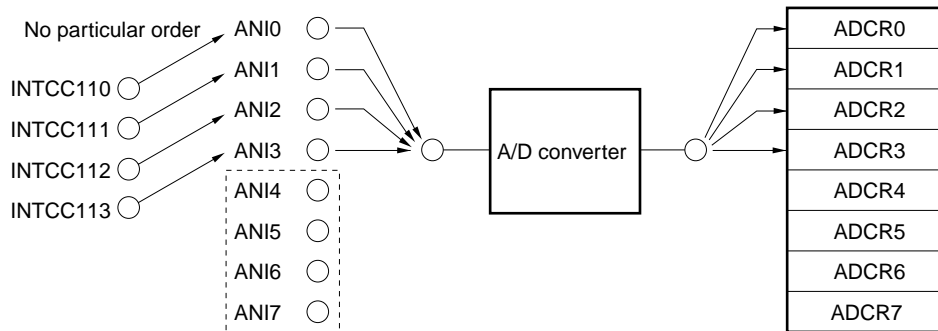 No particular order
INTCC110
INTCC111
INTCC112
INTCC113
ANI0
ANI1
ANI2
ANI3
ANI4
ANI5
ANI6
ANI7
A/D converter
ADCR0
ADCR1
ADCR2
ADCR3
ADCR4
ADCR5
ADCR6
ADCR7